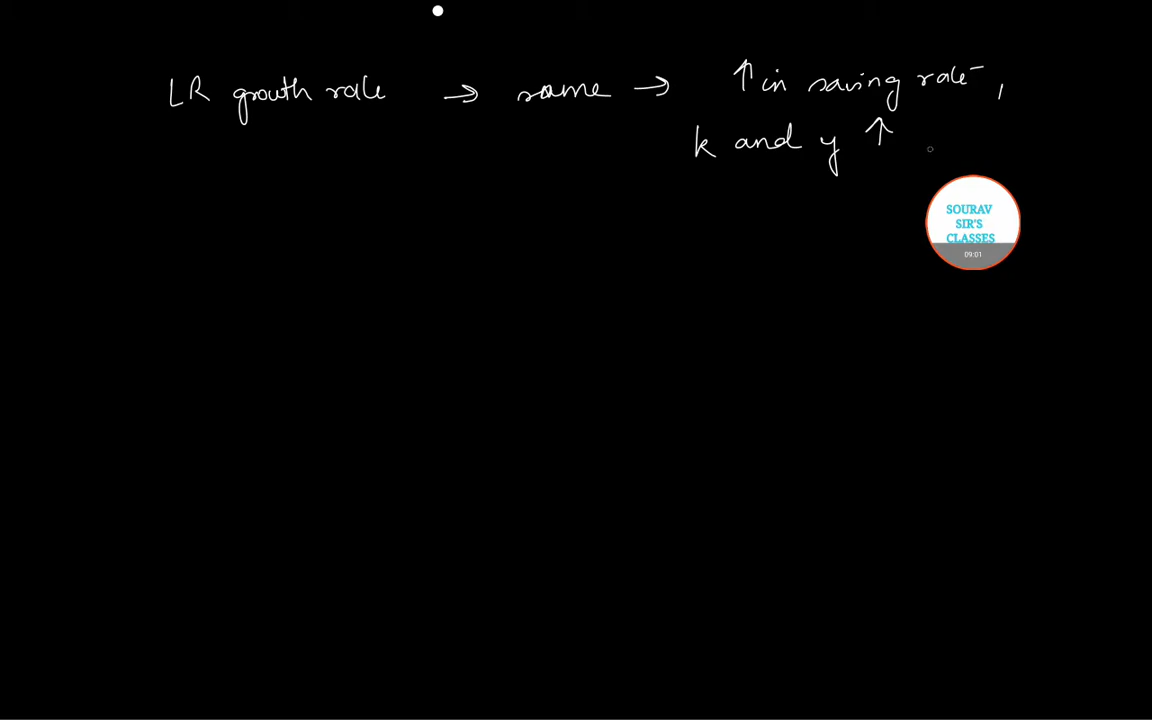 LR growth rate → same → ↑ in saving rate,
k and y ↑
SOURAV
SIR'S
CLASSES
09:01